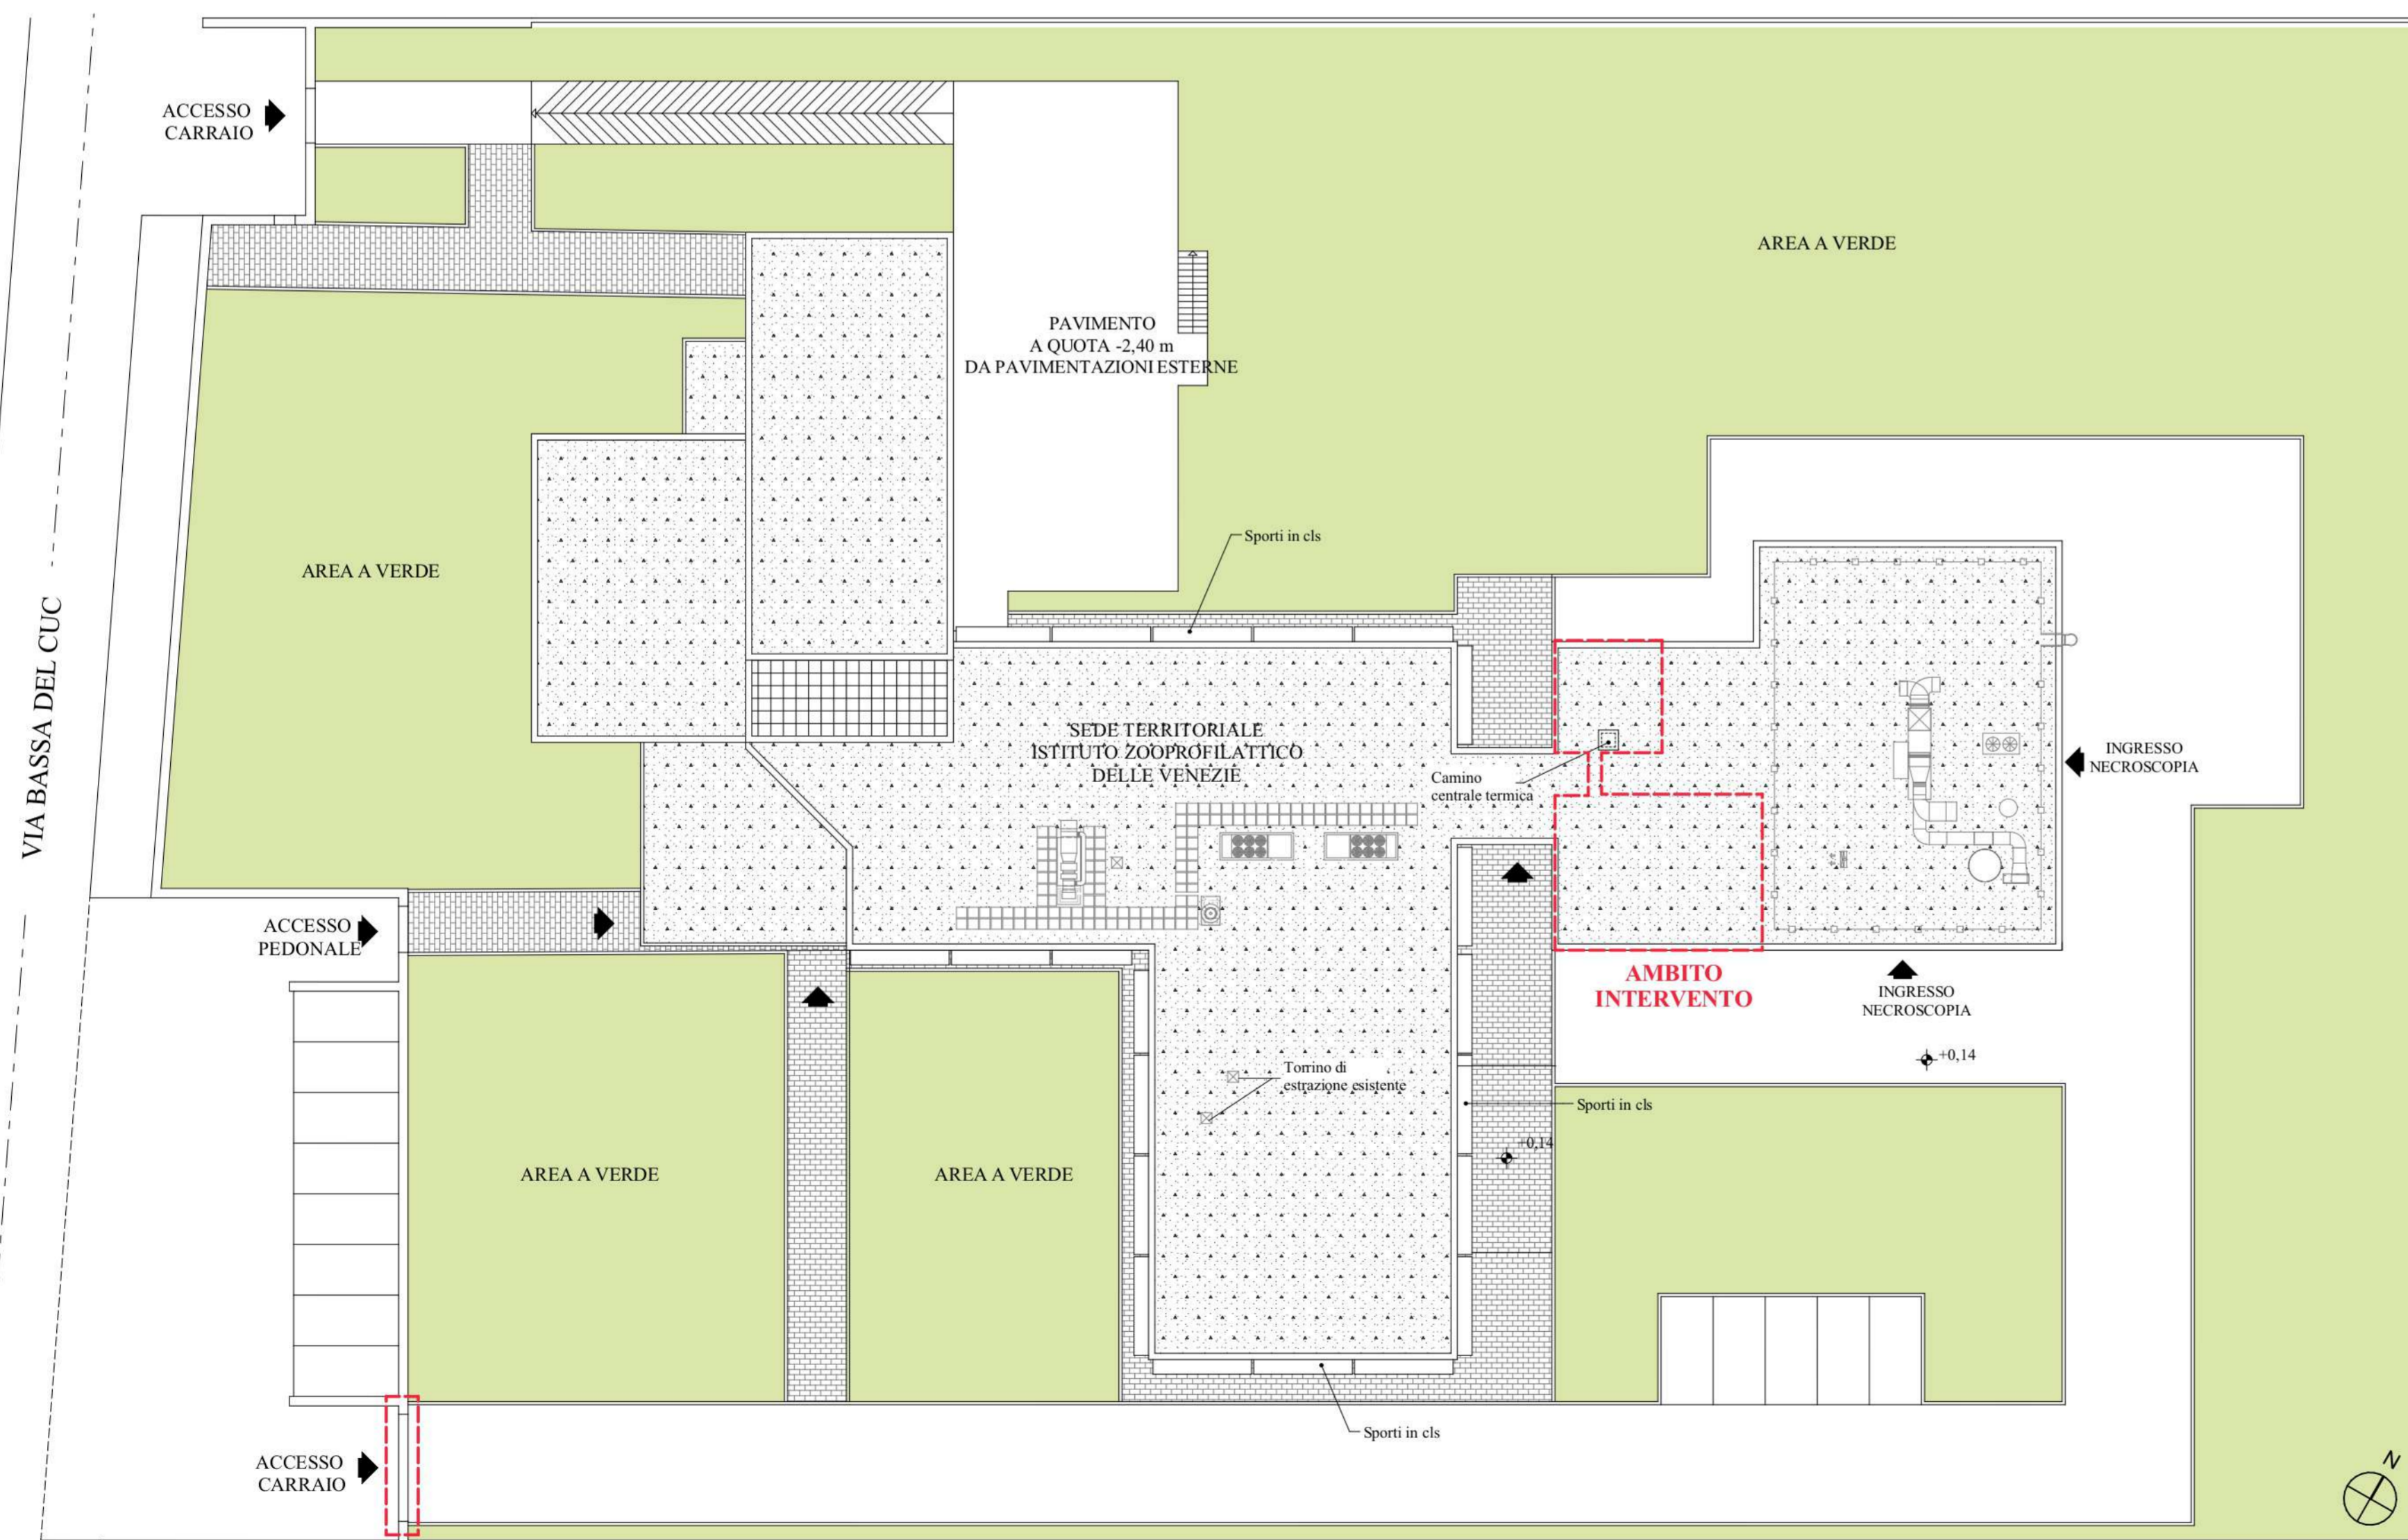 ACCESSO
CARRAIO
AREA A VERDE
PAVIMENTO
A QUOTA -2,40 m
DA PAVIMENTAZIONI ESTERNE
Sporti in cls
AREA A VERDE
VIA BASSA DEL CUC
SEDE TERRITORIALE
ISTITUTO ZOOPROFILATTICO
DELLE VENEZIE
Camino
centrale termica
INGRESSO
NECROSCOPIA
ACCESSO
PEDONALE
AMBITO
INTERVENTO
INGRESSO
NECROSCOPIA
+0,14
Torrino di
estrazione esistente
Sporti in cls
+0,14
AREA A VERDE
AREA A VERDE
Sporti in cls
ACCESSO
CARRAIO
N